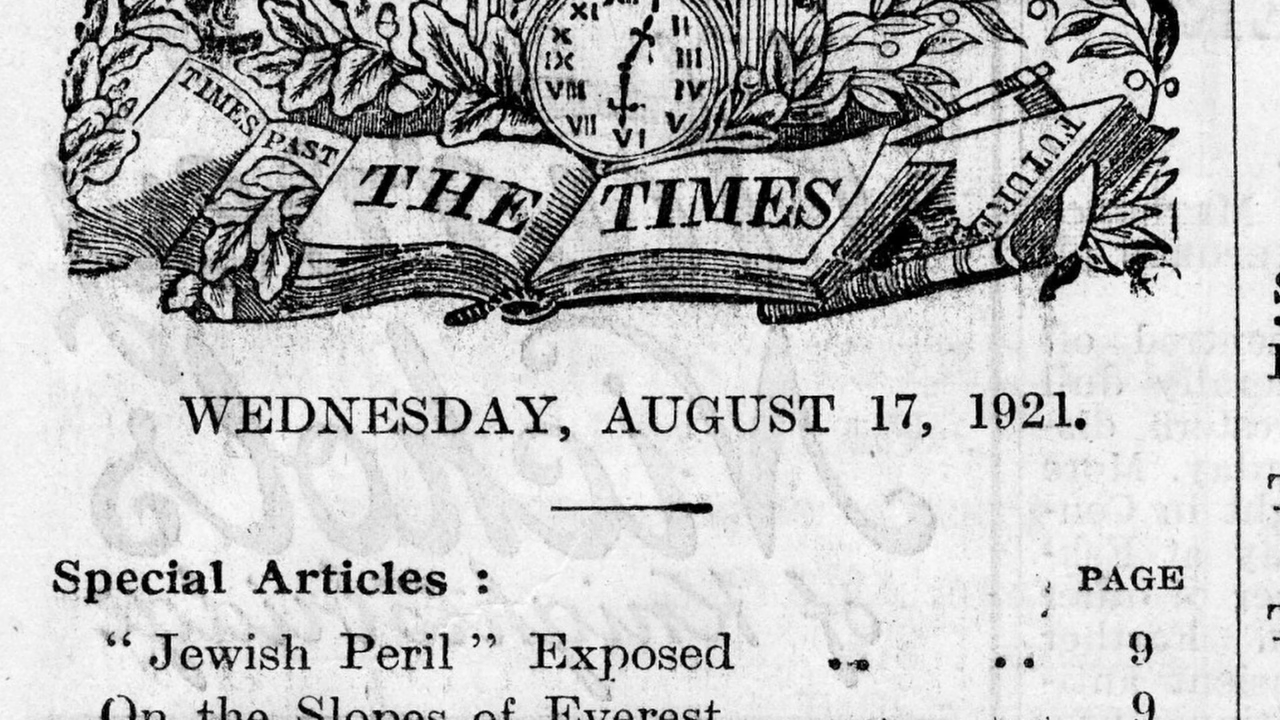 XI XII
X II
IX III
VIII IV
VII VI V
TIMES
PAST
THE TIMES
FUTURE
WEDNESDAY, AUGUST 17, 1921.
Special Articles : PAGE
“ Jewish Peril ” Exposed .. .. 9
On the Slopes of Everest .. .. 9